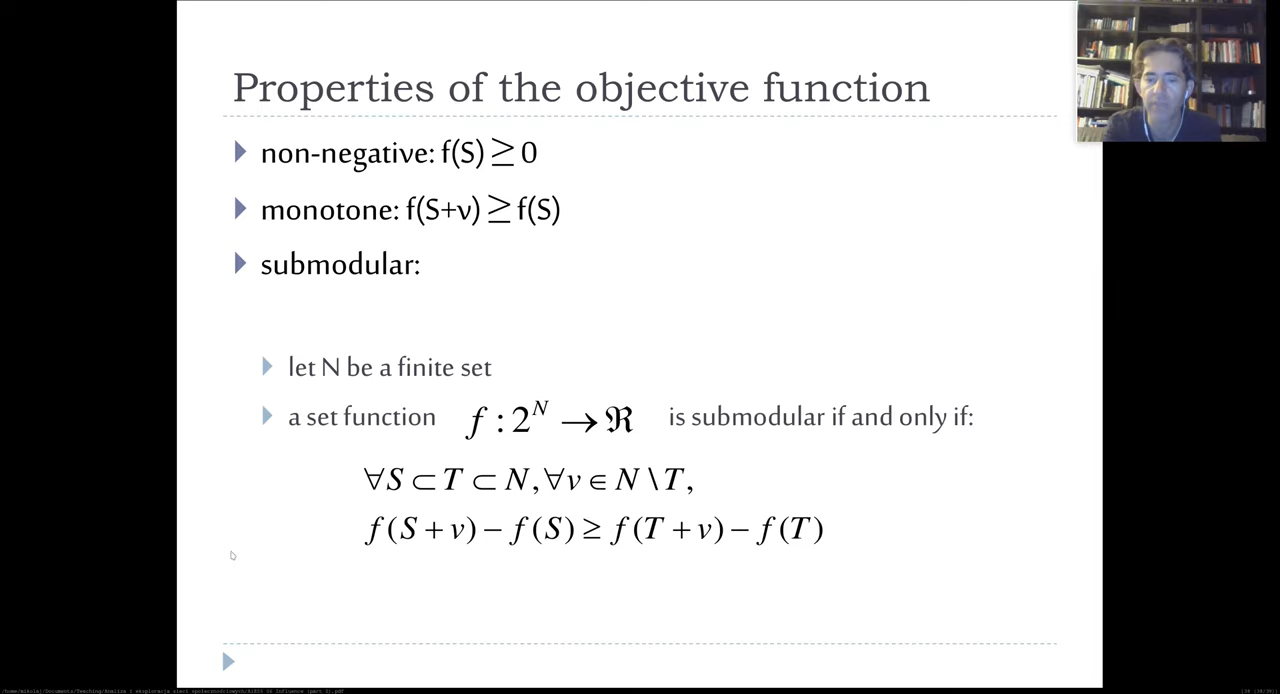 Properties of the objective function
non-negative: f(S) ≥ 0
monotone: f(S+v) ≥ f(S)
submodular:
let N be a finite set
a set function f : 2^N → ℜ is submodular if and only if:
∀S ⊂ T ⊂ N, ∀v ∈ N \ T,
f(S + v) − f(S) ≥ f(T + v) − f(T)